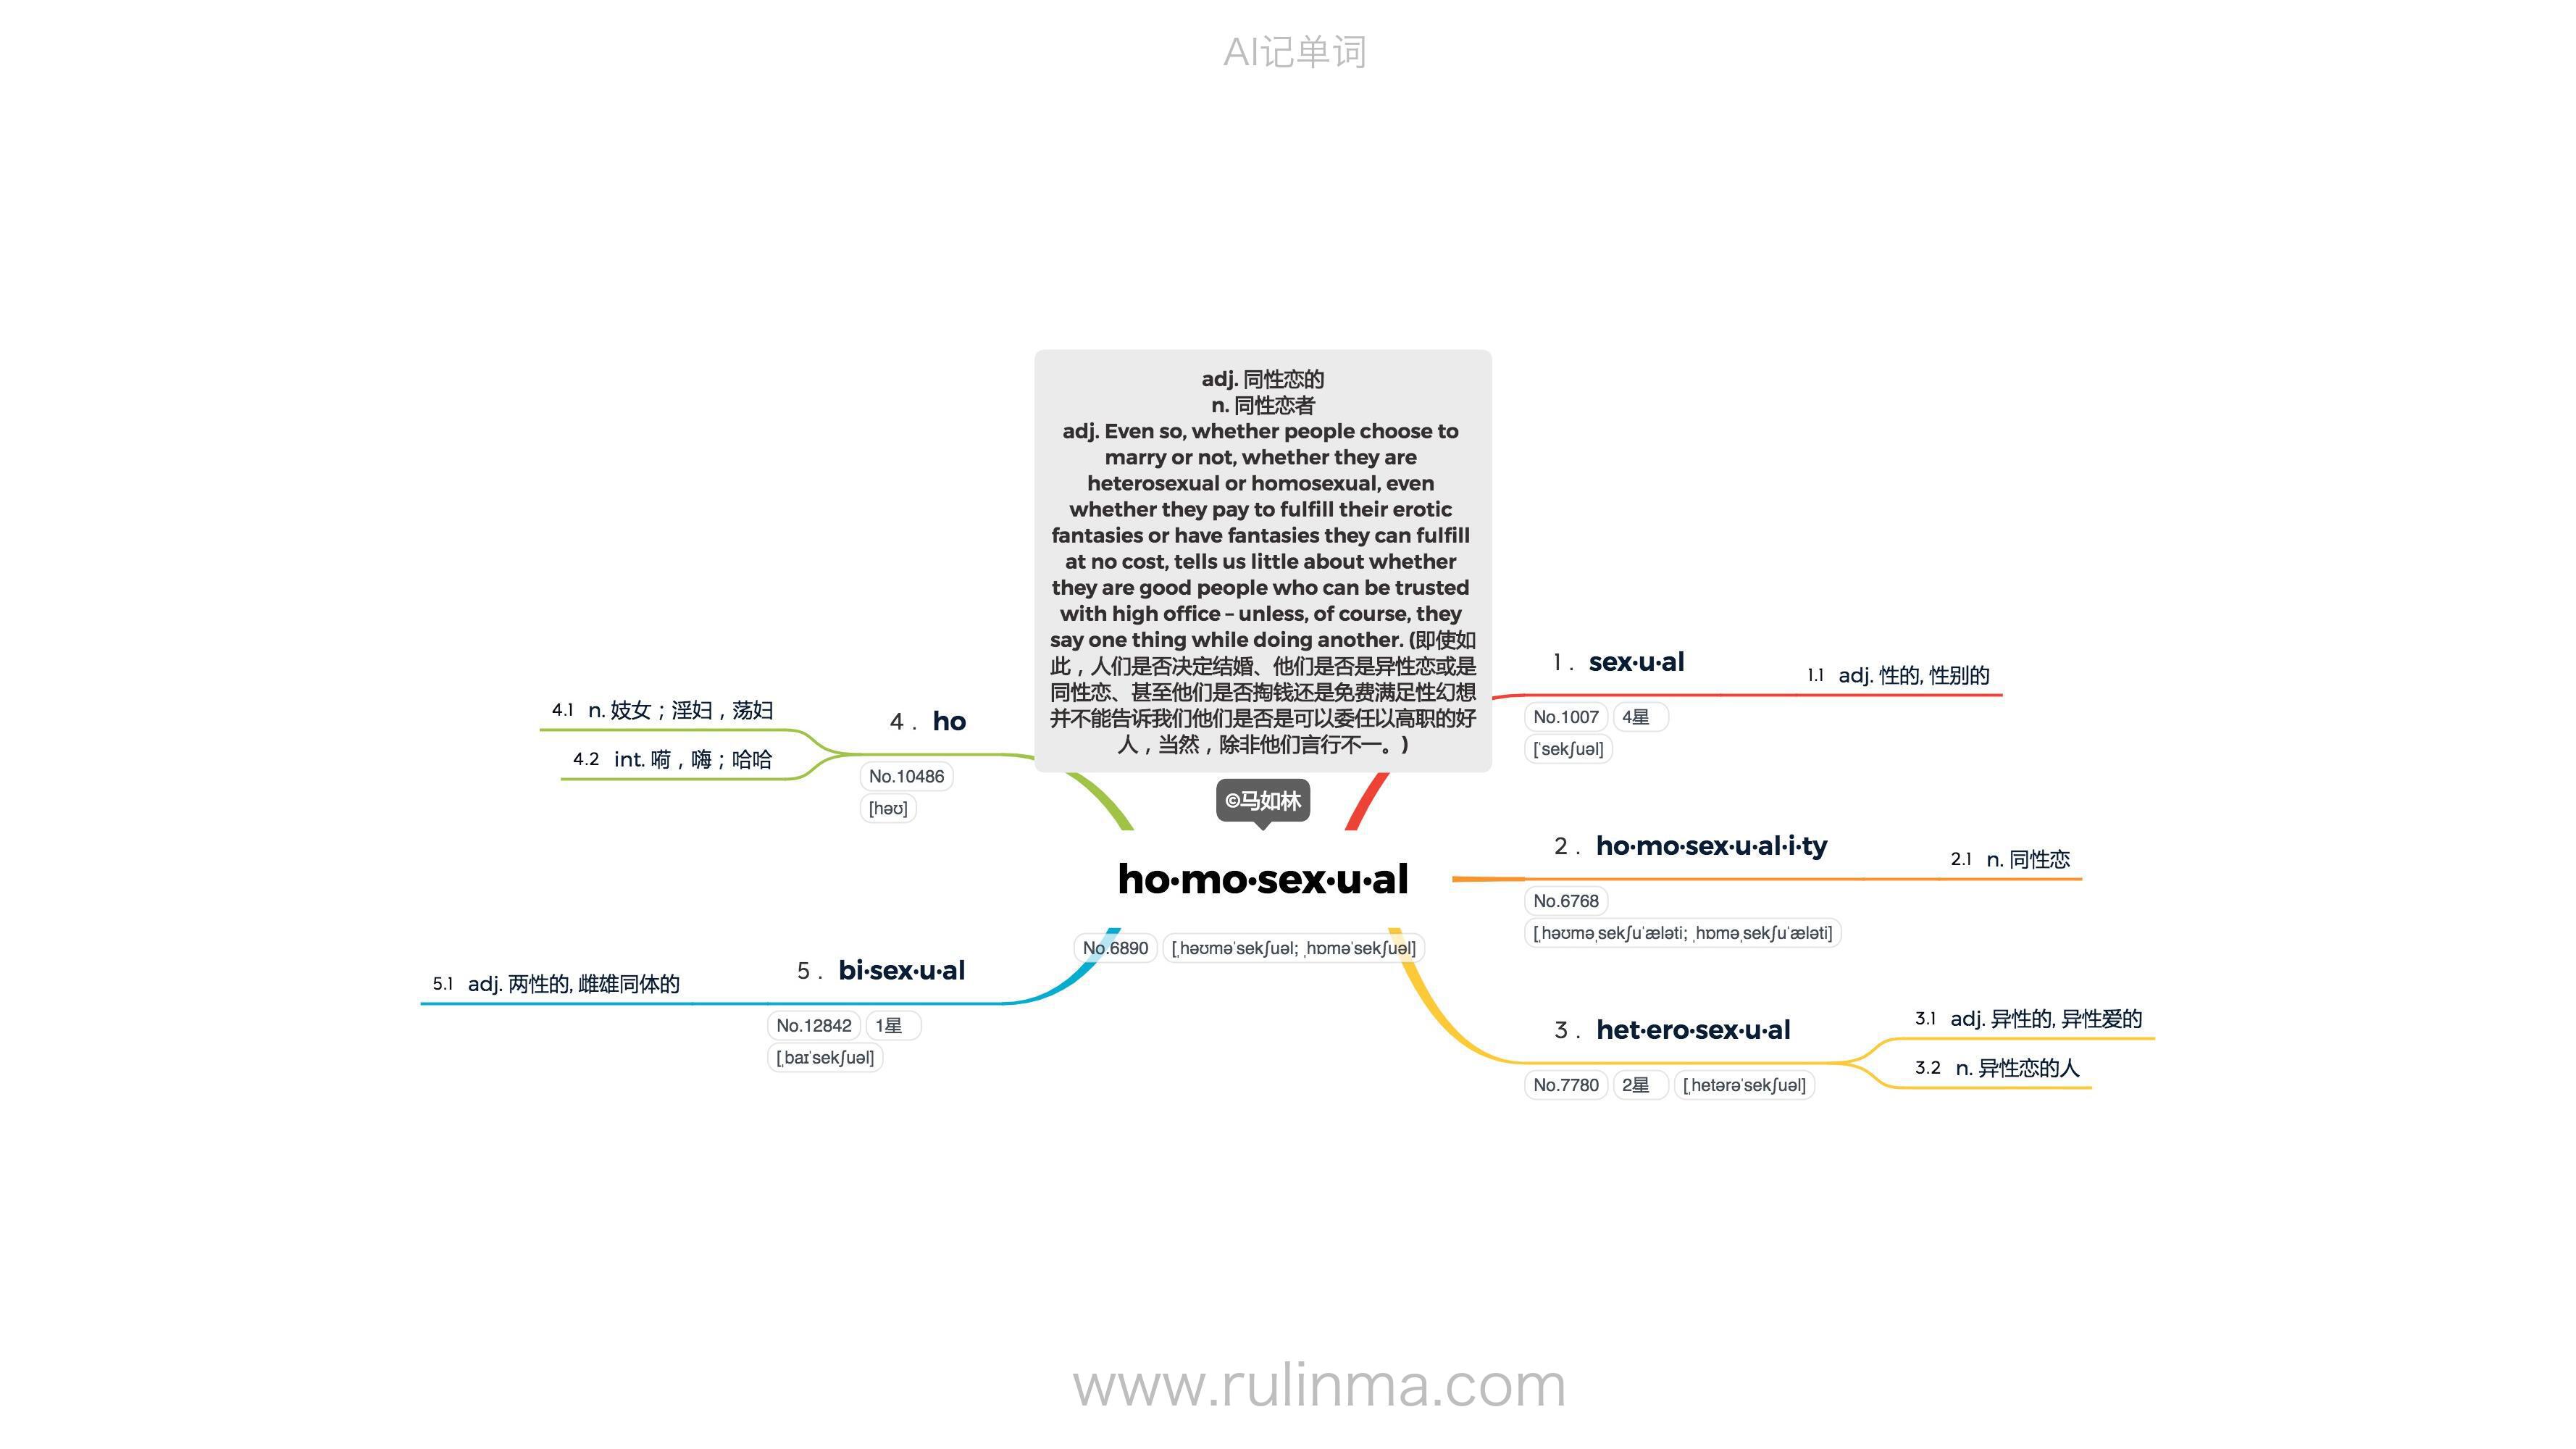 AI记单词
adj. 同性恋的
n. 同性恋者
adj. Even so, whether people choose to
marry or not, whether they are
heterosexual or homosexual, even
whether they pay to fulfill their erotic
fantasies or have fantasies they can fulfill
at no cost, tells us little about whether
they are good people who can be trusted
with high office – unless, of course, they
say one thing while doing another. (即使如
此，人们是否决定结婚、他们是否是异性恋或是
同性恋、甚至他们是否掏钱还是免费满足性幻想
并不能告诉我们他们是否是可以委任以高职的好
人，当然，除非他们言行不一。)
©马如林
ho·mo·sex·u·al
No.6890 [ˌhəʊməˈsekʃuəl; ˌhɒməˈsekʃuəl]
1. sex·u·al
No.1007 4星
[ˈsekʃuəl]
1.1 adj. 性的, 性别的
2. ho·mo·sex·u·al·i·ty
No.6768
[ˌhəʊməˌsekʃuˈæləti; ˌhɒməˌsekʃuˈæləti]
2.1 n. 同性恋
3. het·ero·sex·u·al
No.7780 2星 [ˌhetərəˈsekʃuəl]
3.1 adj. 异性的, 异性爱的
3.2 n. 异性恋的人
4. ho
No.10486
[həʊ]
4.1 n. 妓女；淫妇，荡妇
4.2 int. 嗬，嗨；哈哈
5. bi·sex·u·al
No.12842 1星
[ˌbaɪˈsekʃuəl]
5.1 adj. 两性的, 雌雄同体的
www.rulinma.com